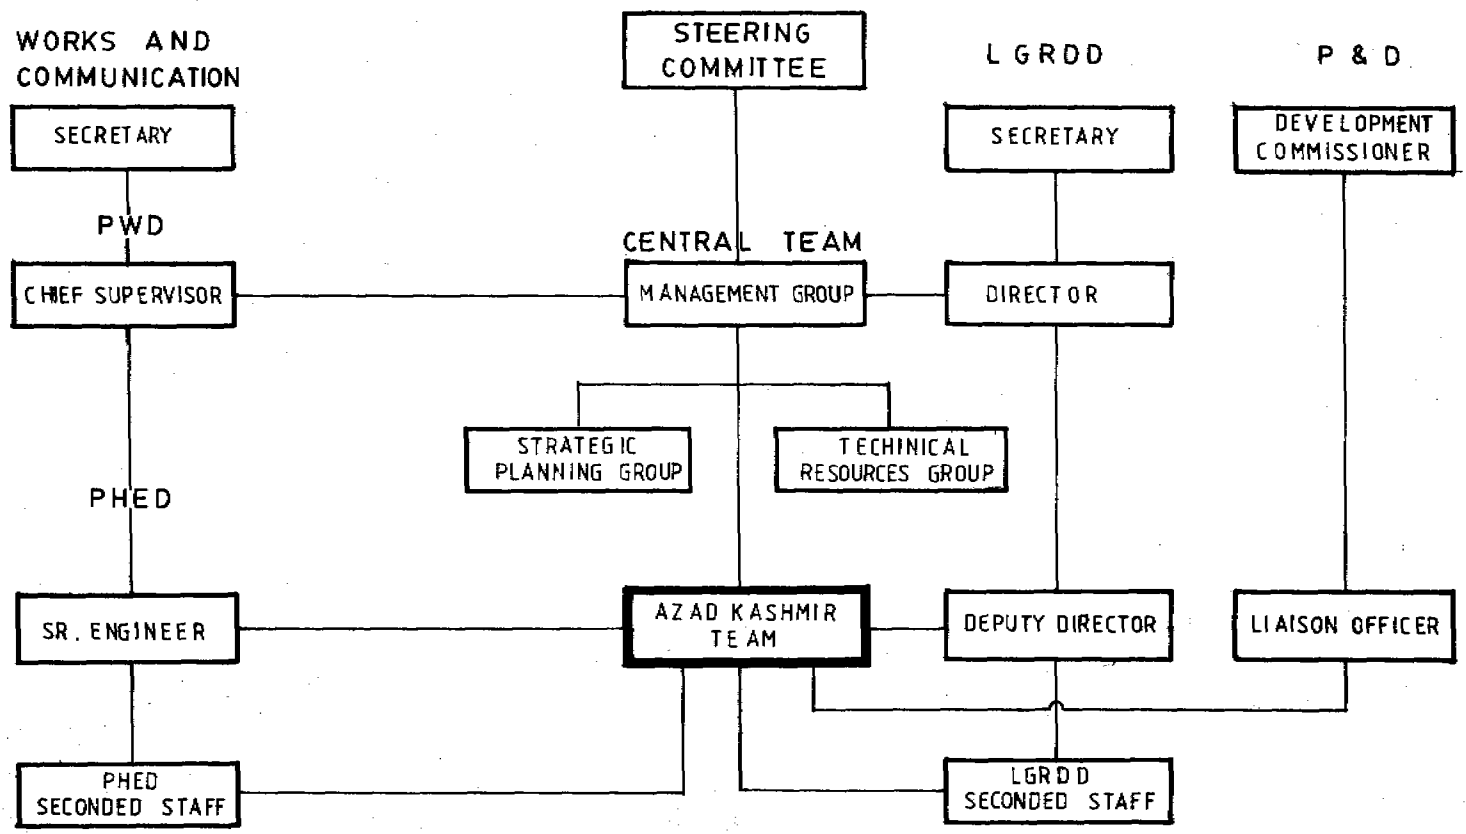 WORKS AND
COMMUNICATION
STEERING
COMMITTEE
LGRDD
P & D
SECRETARY
SECRETARY
DEVELOPMENT
COMMISSIONER
PWD
CENTRAL TEAM
CHIEF SUPERVISOR
MANAGEMENT GROUP
DIRECTOR
STRATEGIC
PLANNING GROUP
TECHINICAL
RESOURCES GROUP
PHED
SR. ENGINEER
AZAD KASHMIR
TEAM
DEPUTY DIRECTOR
LIAISON OFFICER
PHED
SECONDED STAFF
LGRDD
SECONDED STAFF